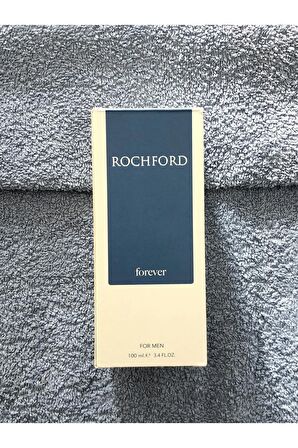 ROCHFORD
forever
FOR MEN
100 ml.℮ 3.4 FL.OZ.